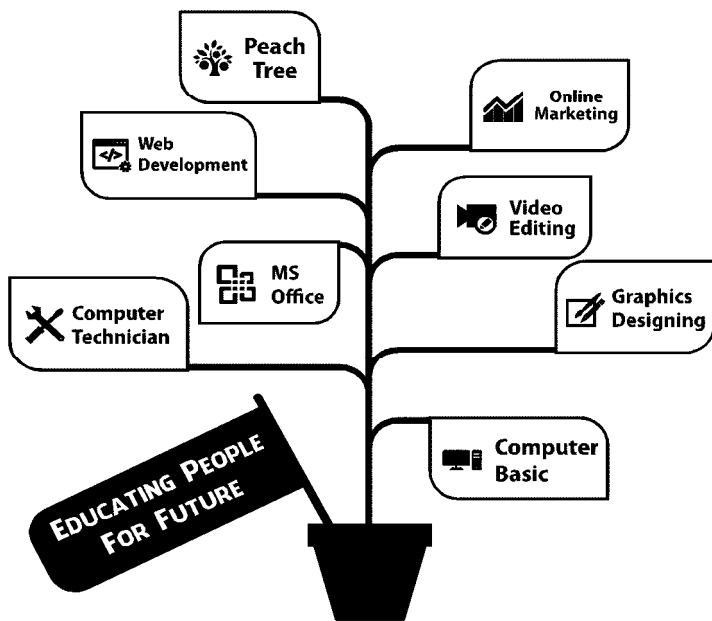 Peach
Tree
Online
Marketing
Web
Development
</>
Video
Editing
MS
Office
Graphics
Designing
Computer
Technician
Computer
Basic
EDUCATING PEOPLE
FOR FUTURE